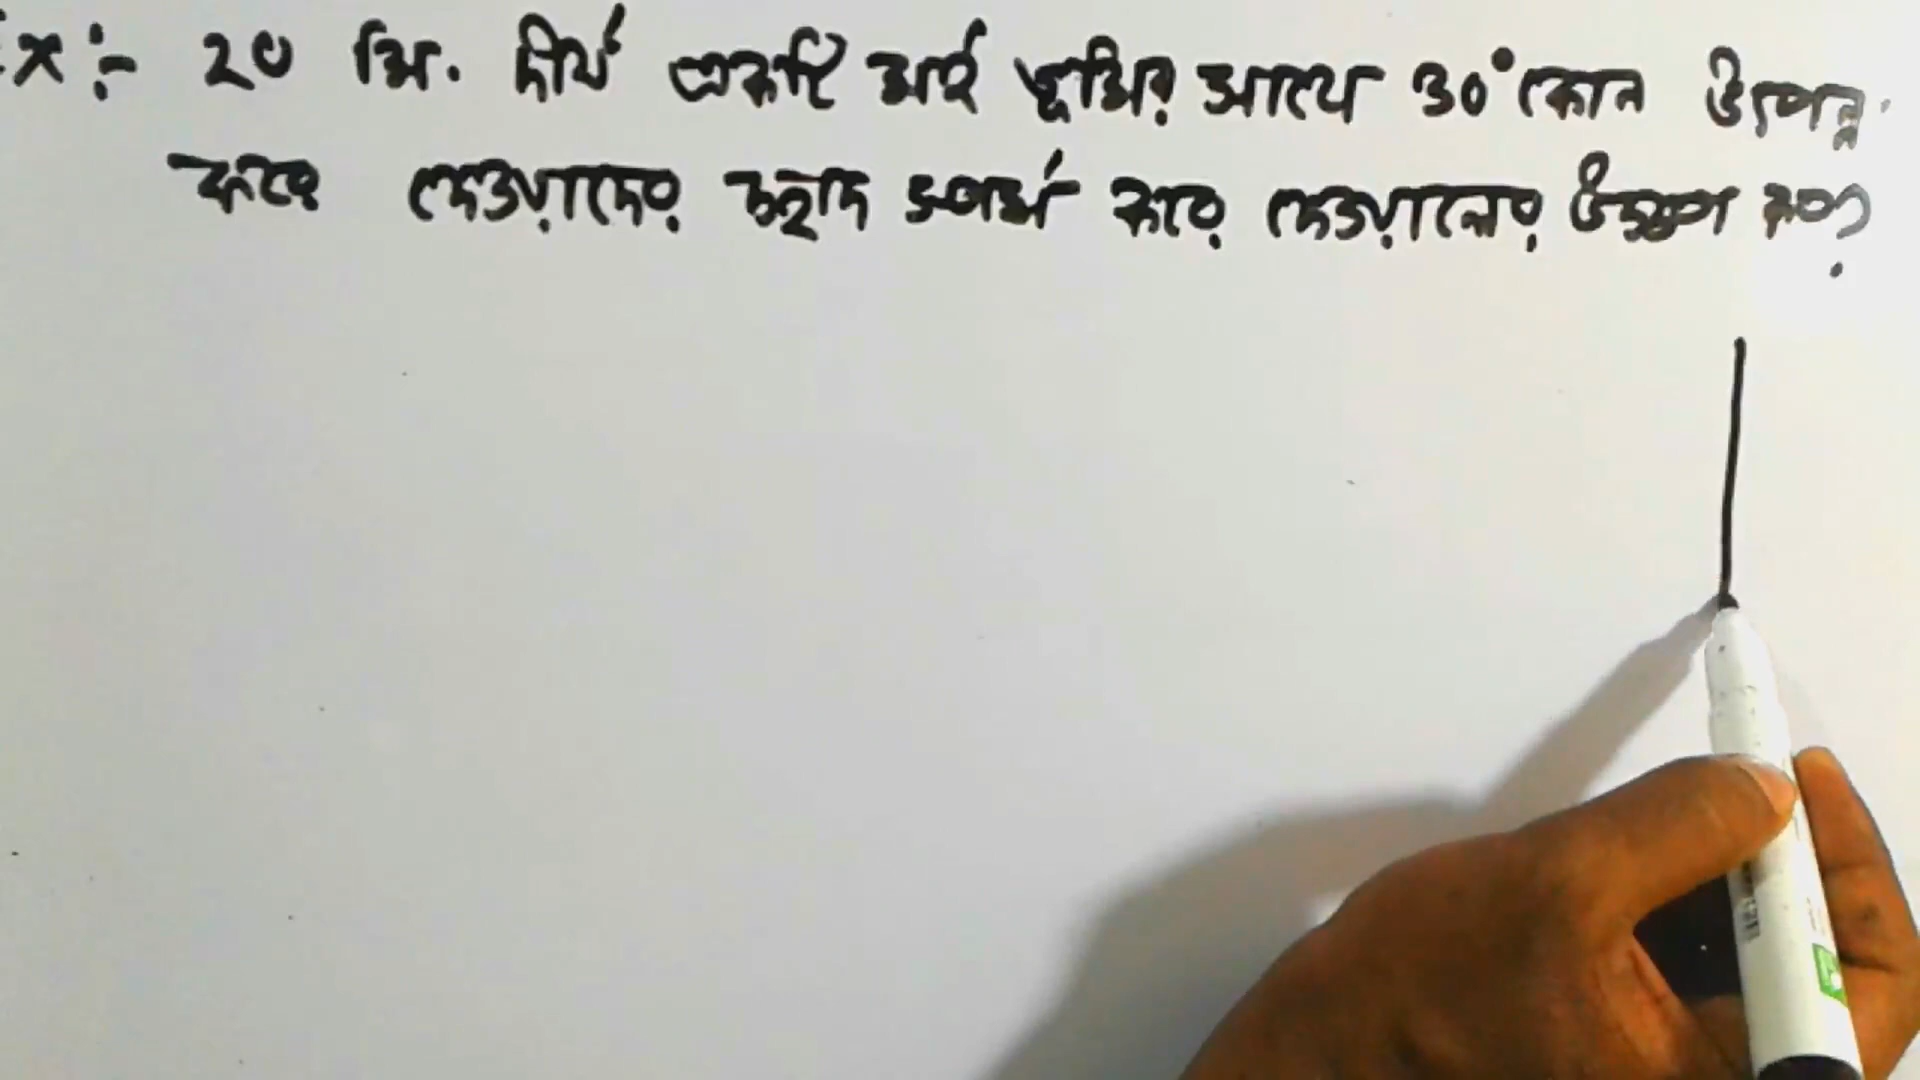 Ex :- ২০ মি. দীর্ঘ একটি মই ভূমির সাথে ৩০° কোন উৎপন্ন
করে দেওয়ালের ছাদ স্পর্শ করে দেওয়ালের উচ্চতা কত?